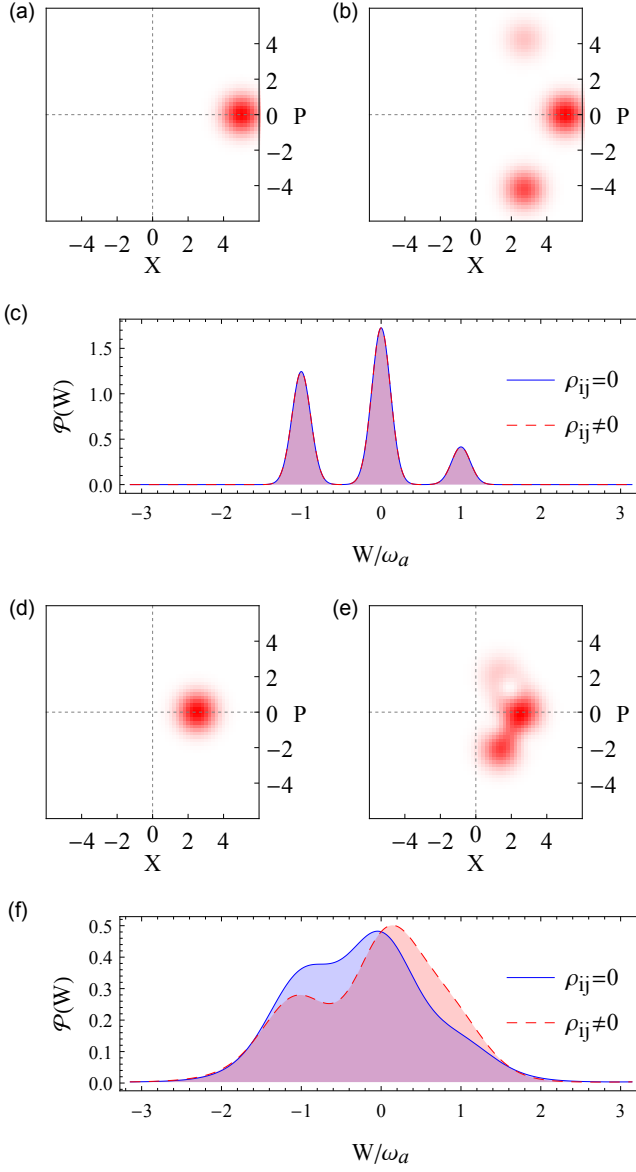 (a)
(b)
4
2
0 P
−2
−4
−4 −2 0 2 4
X
4
2
0 P
−2
−4
−4 −2 0 2 4
X
(c)
𝒫(W)
1.5
1.0
0.5
0.0
ρij=0
ρij≠0
−3 −2 −1 0 1 2 3
W/ωa
(d)
(e)
4
2
0 P
−2
−4
−4 −2 0 2 4
X
4
2
0 P
−2
−4
−4 −2 0 2 4
X
(f)
𝒫(W)
0.5
0.4
0.3
0.2
0.1
0.0
ρij=0
ρij≠0
−3 −2 −1 0 1 2 3
W/ωa